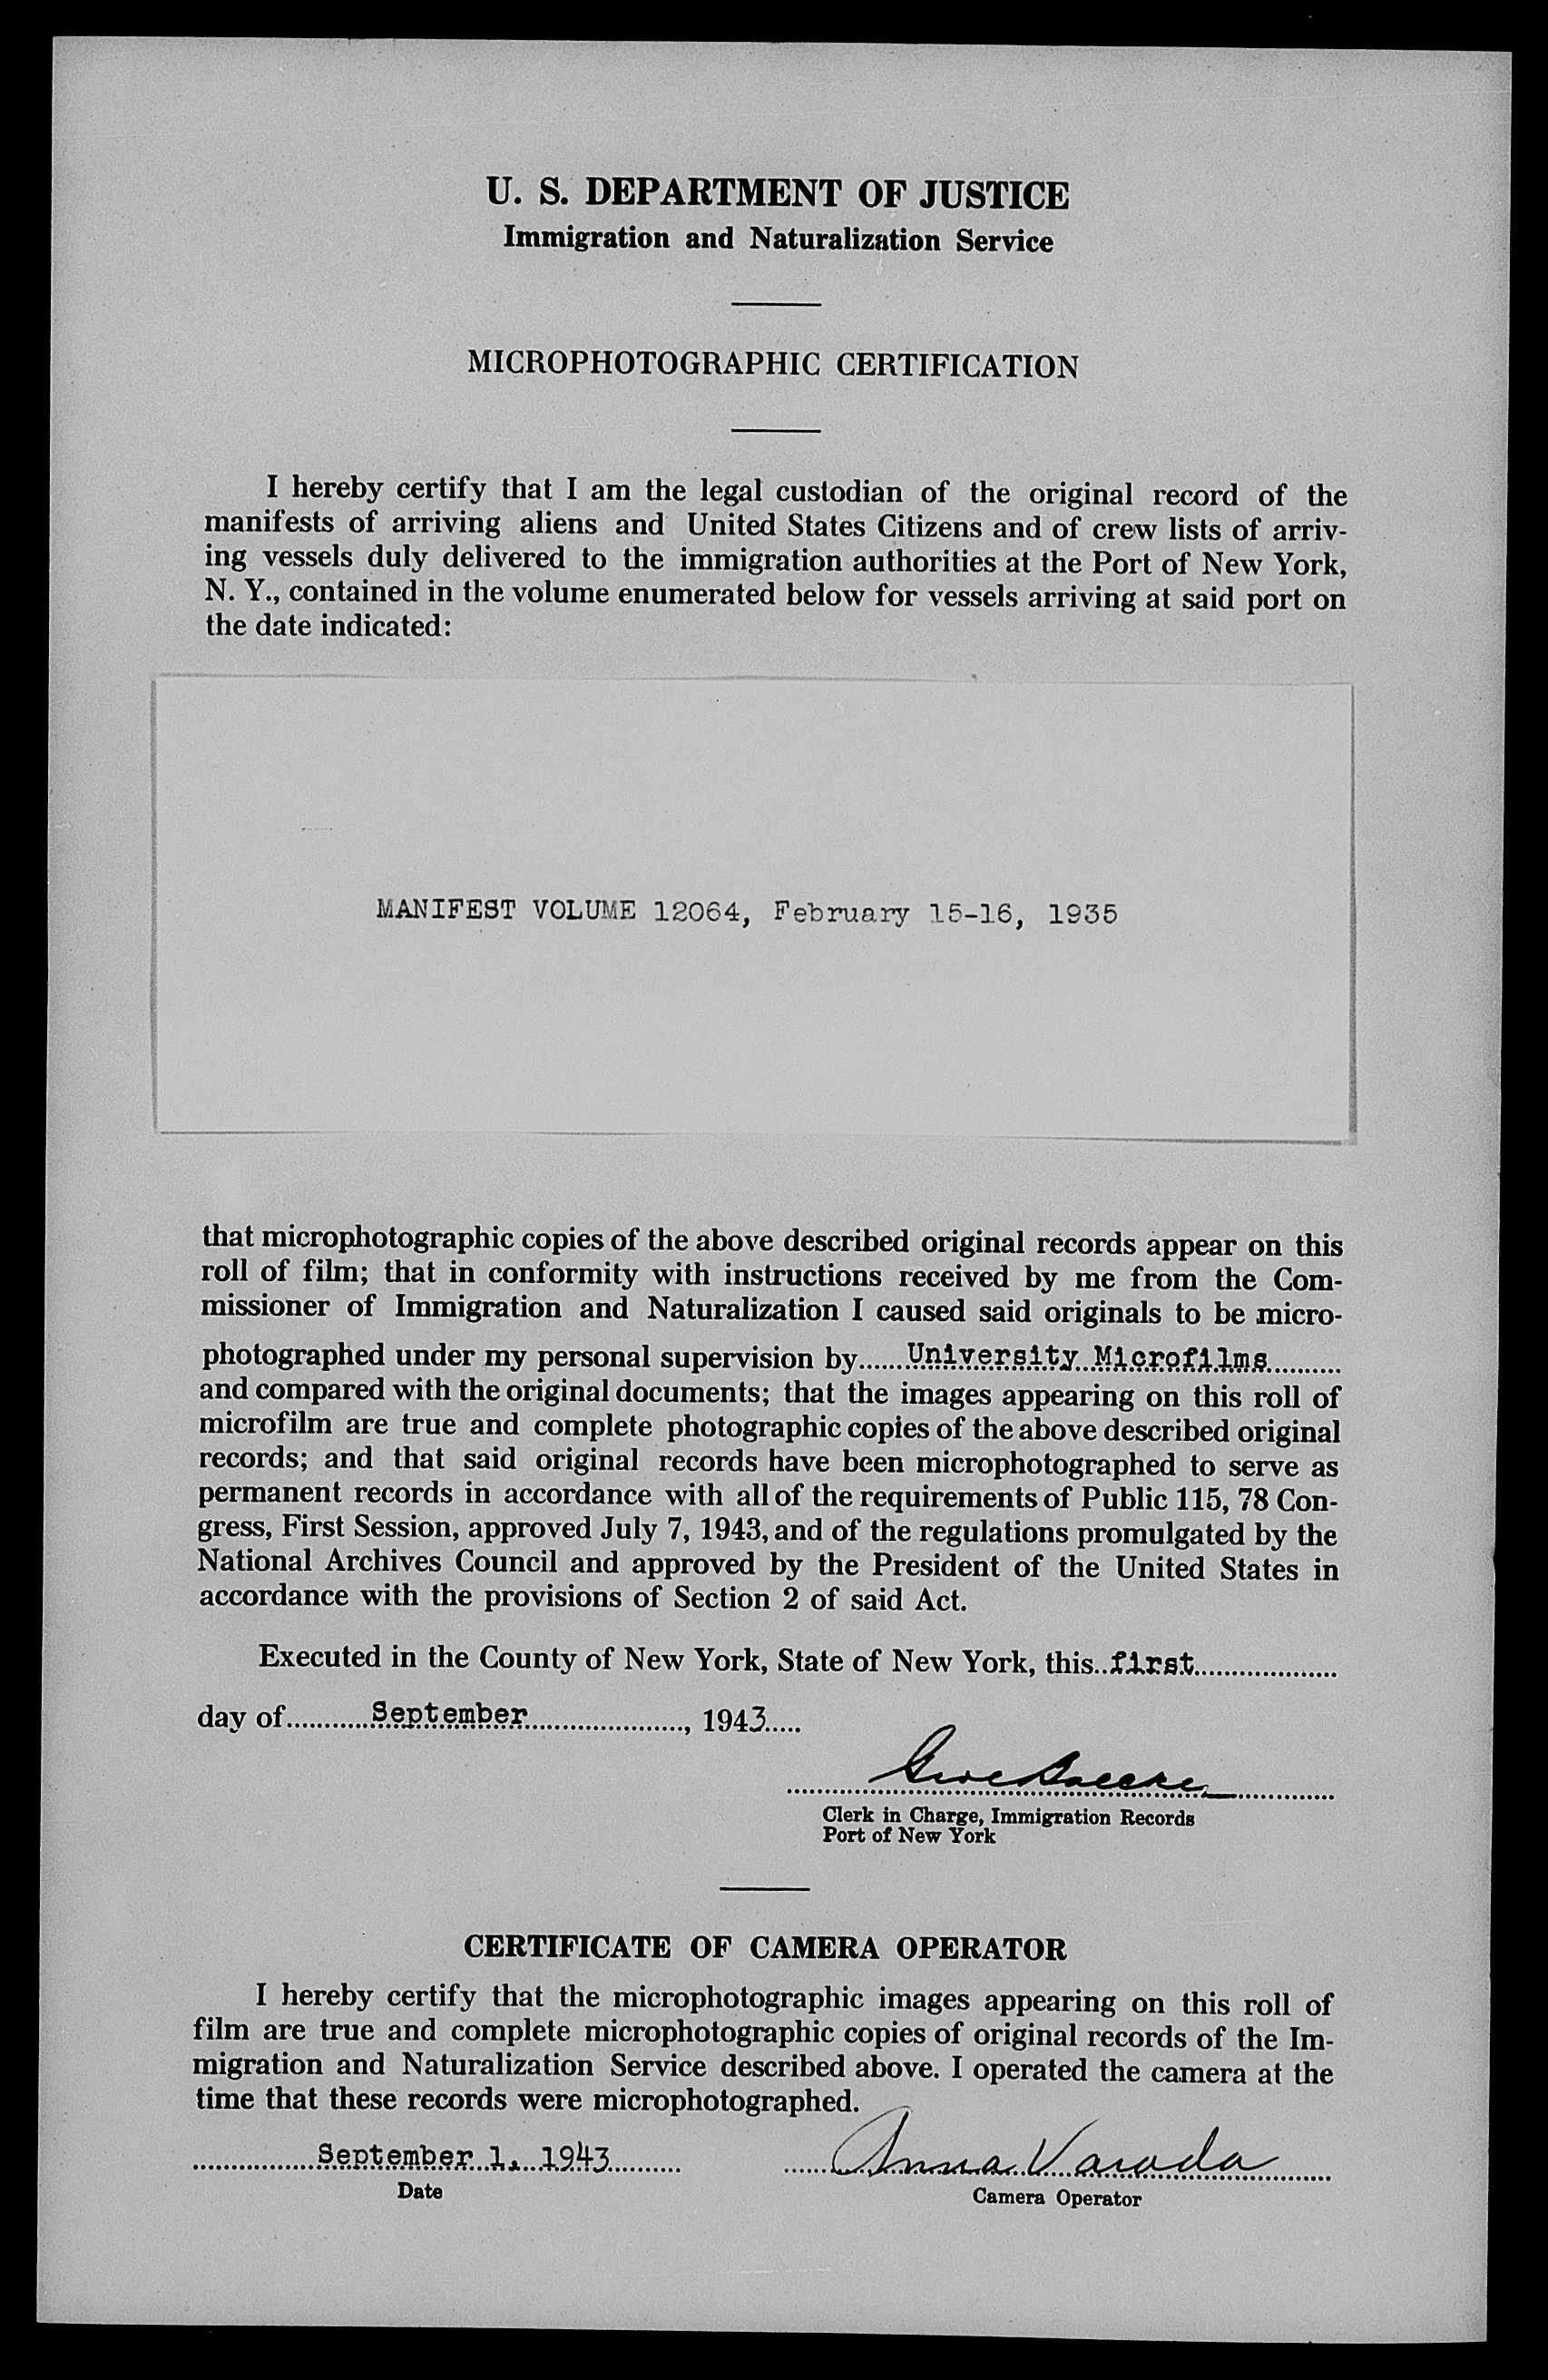 U. S. DEPARTMENT OF JUSTICE
Immigration and Naturalization Service
MICROPHOTOGRAPHIC CERTIFICATION
I hereby certify that I am the legal custodian of the original record of the
manifests of arriving aliens and United States Citizens and of crew lists of arriv-
ing vessels duly delivered to the immigration authorities at the Port of New York,
N. Y., contained in the volume enumerated below for vessels arriving at said port on
the date indicated:
MANIFEST VOLUME 12064, February 15-16, 1935
that microphotographic copies of the above described original records appear on this
roll of film; that in conformity with instructions received by me from the Com-
missioner of Immigration and Naturalization I caused said originals to be micro-
photographed under my personal supervision by......University Microfilms..........
and compared with the original documents; that the images appearing on this roll of
microfilm are true and complete photographic copies of the above described original
records; and that said original records have been microphotographed to serve as
permanent records in accordance with all of the requirements of Public 115, 78 Con-
gress, First Session, approved July 7, 1943, and of the regulations promulgated by the
National Archives Council and approved by the President of the United States in
accordance with the provisions of Section 2 of said Act.
Executed in the County of New York, State of New York, this..first...................
day of............September......................, 1943.....
Clerk in Charge, Immigration Records
Port of New York
CERTIFICATE OF CAMERA OPERATOR
I hereby certify that the microphotographic images appearing on this roll of
film are true and complete microphotographic copies of original records of the Im-
migration and Naturalization Service described above. I operated the camera at the
time that these records were microphotographed.
.................September 1, 1943.......... Anna Varada
Date
Camera Operator